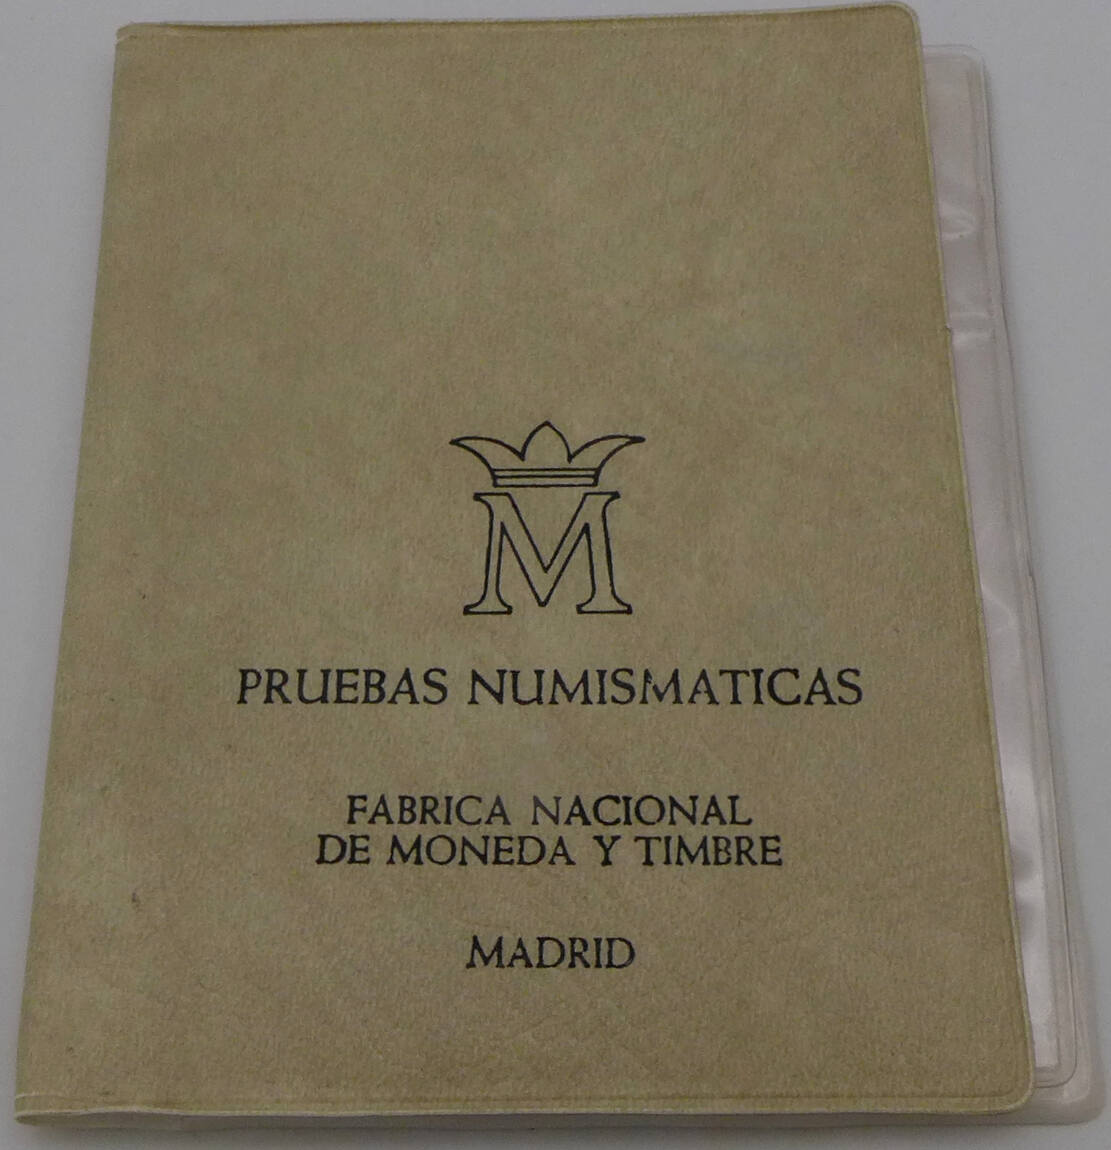 M
PRUEBAS NUMISMATICAS
FABRICA NACIONAL
DE MONEDA Y TIMBRE
MADRID